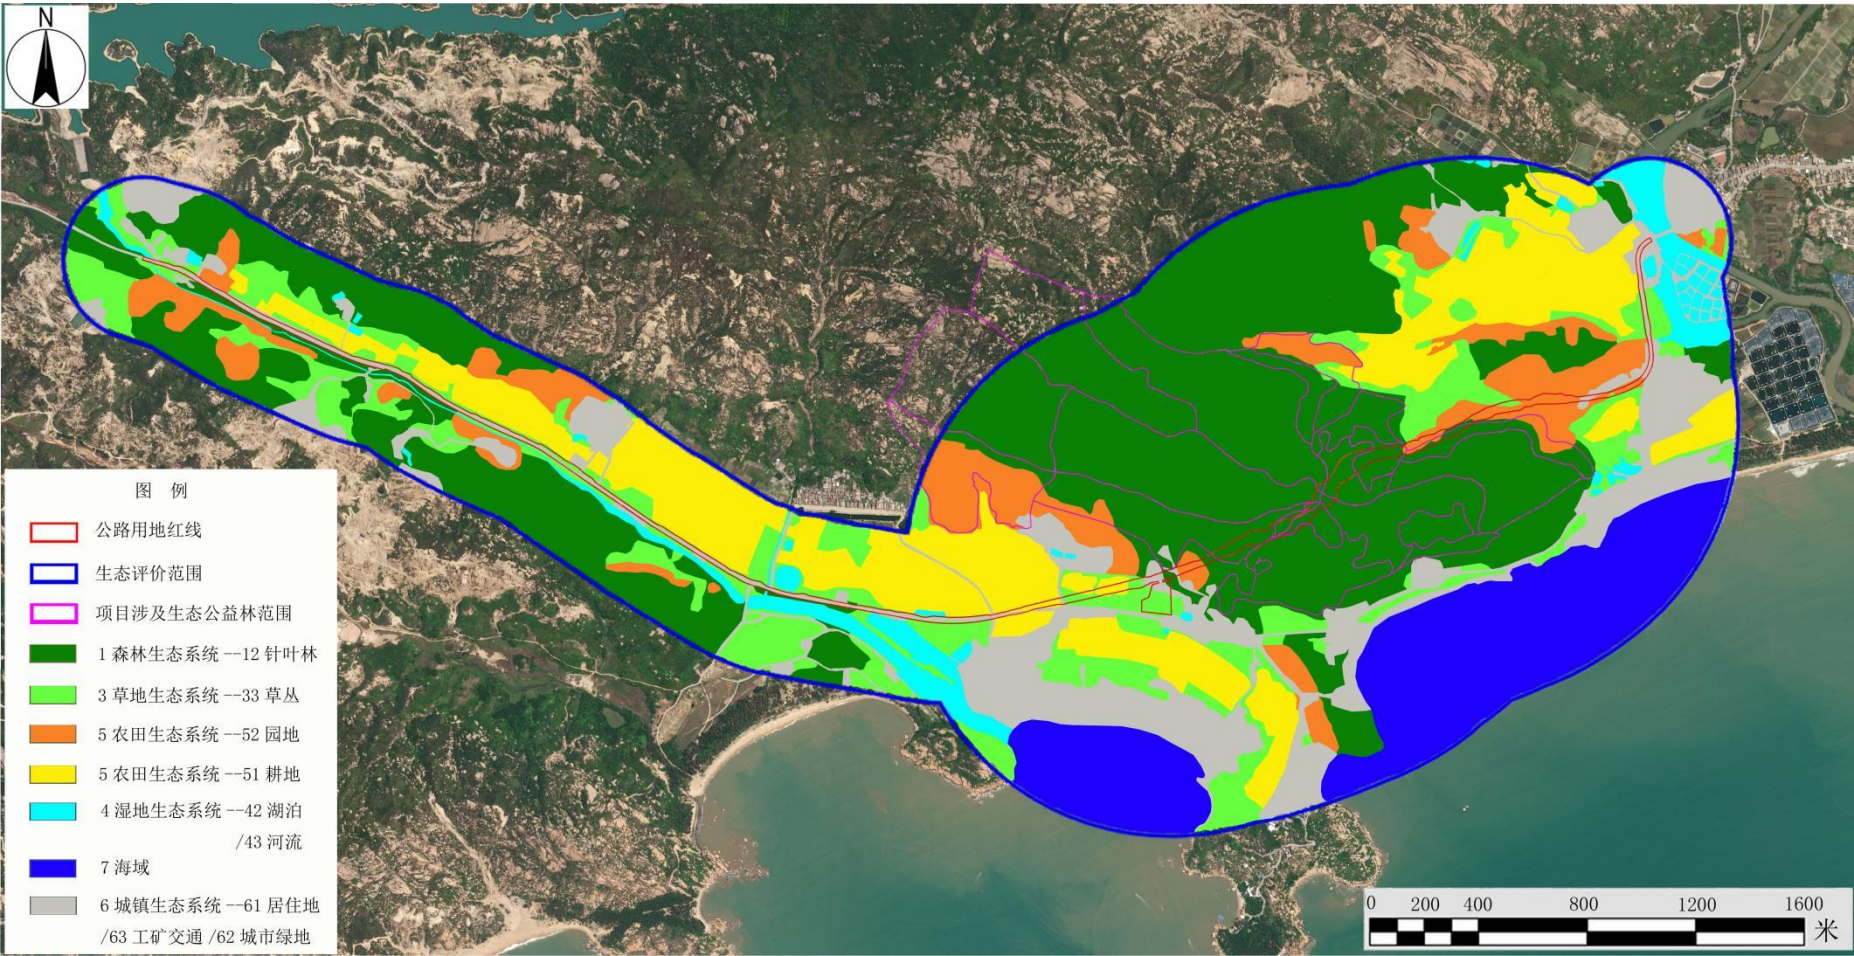 N
图 例
公路用地红线
生态评价范围
项目涉及生态公益林范围
1 森林生态系统--12 针叶林
3 草地生态系统--33 草丛
5 农田生态系统--52 园地
5 农田生态系统--51 耕地
4 湿地生态系统--42 湖泊
/43 河流
7 海域
6 城镇生态系统--61 居住地
/63 工矿交通 /62 城市绿地
0 200 400 800 1200 1600
米